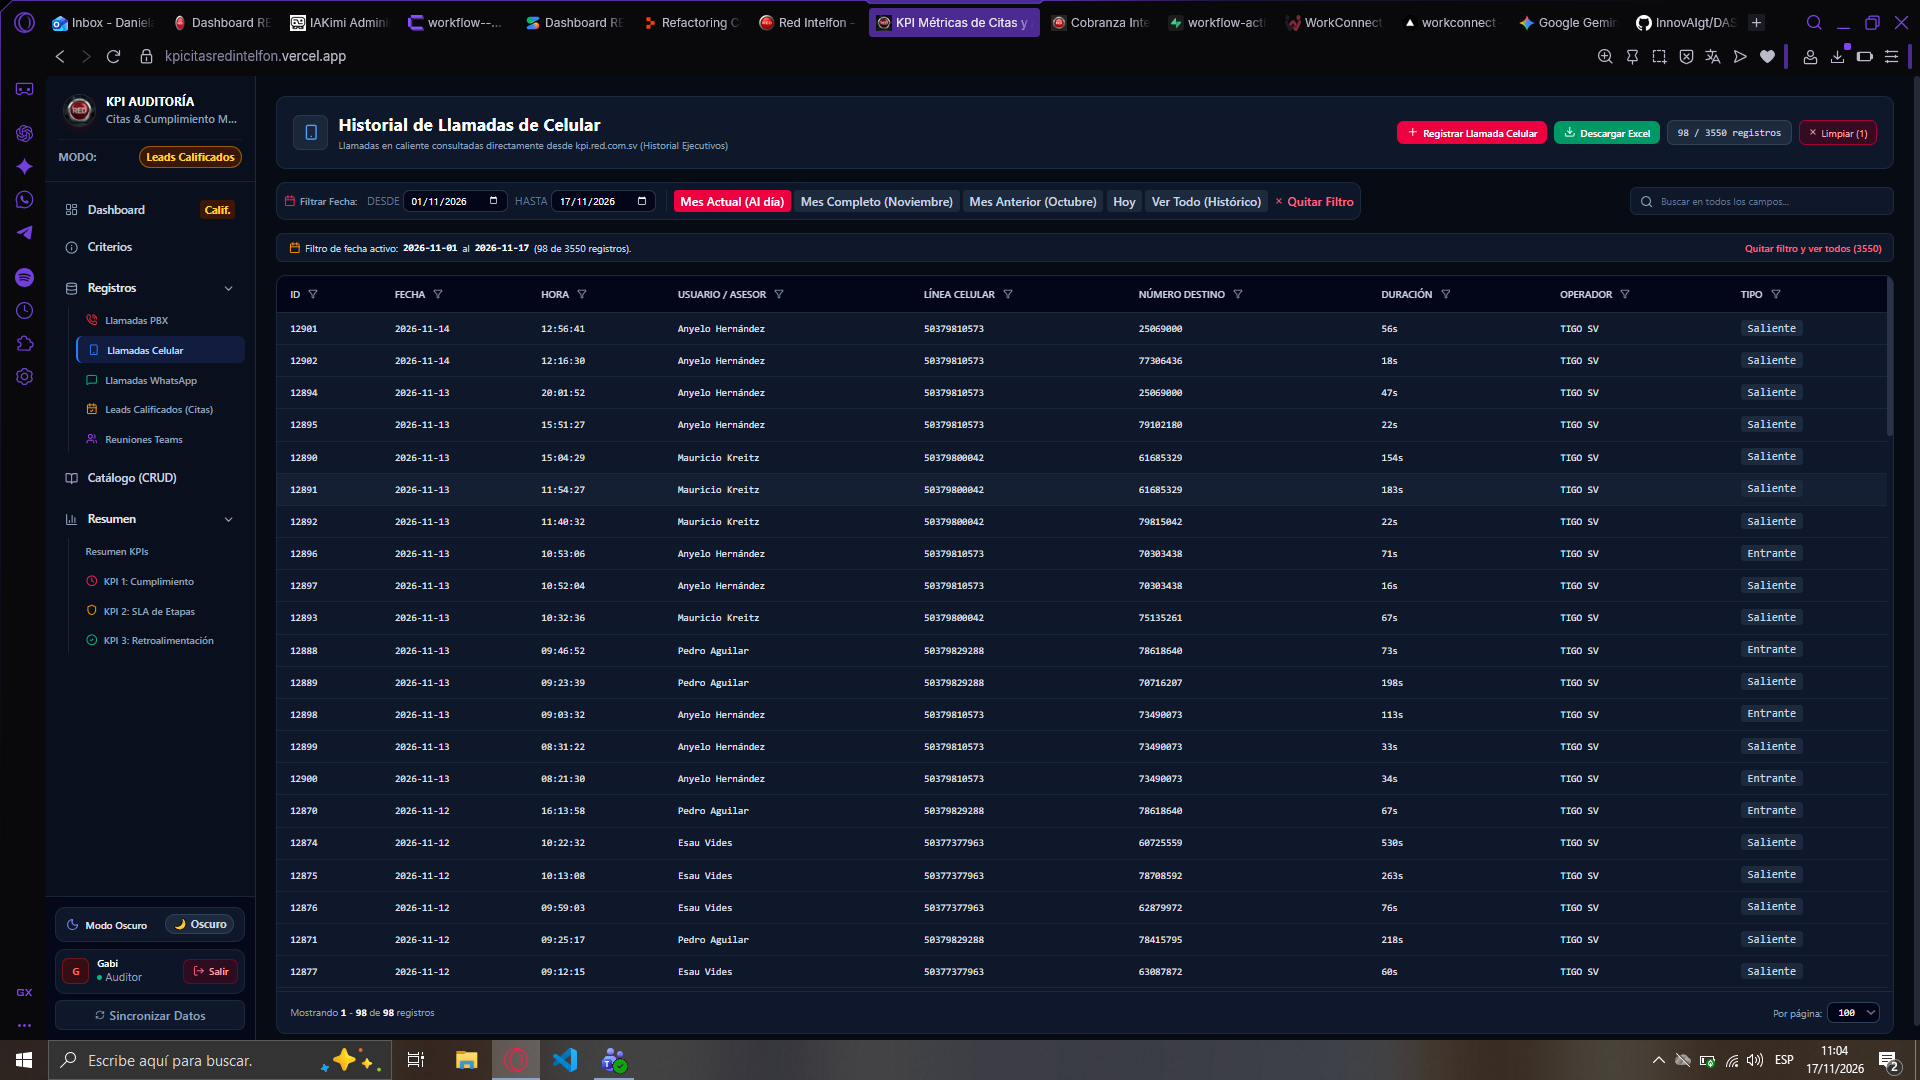 Inbox - Daniela
Dashboard RE
IAKimi Admini
workflow--...
Dashboard RE
Refactoring C
Red Intelfon -
KPI Métricas de Citas y
Cobranza Inte
workflow-acti
WorkConnect
workconnect
Google Gemin
InnovAIgt/DAS
kpicitasredintelfon.vercel.app
KPI AUDITORÍA
Citas & Cumplimiento M...
MODO: Leads Calificados
Dashboard Calif.
Criterios
Registros
Llamadas PBX
Llamadas Celular
Llamadas WhatsApp
Leads Calificados (Citas)
Reuniones Teams
Catálogo (CRUD)
Resumen
Resumen KPIs
KPI 1: Cumplimiento
KPI 2: SLA de Etapas
KPI 3: Retroalimentación
Modo Oscuro Oscuro
G Gabi
Auditor
Salir
Sincronizar Datos
GX
Historial de Llamadas de Celular
Llamadas en caliente consultadas directamente desde kpi.red.com.sv (Historial Ejecutivos)
+ Registrar Llamada Celular Descargar Excel 98 / 3550 registros × Limpiar (1)
Filtrar Fecha: DESDE 01/11/2026 HASTA 17/11/2026 Mes Actual (Al día) Mes Completo (Noviembre) Mes Anterior (Octubre) Hoy Ver Todo (Histórico) × Quitar Filtro
Buscar en todos los campos...
Filtro de fecha activo: 2026-11-01 al 2026-11-17 (98 de 3550 registros). Quitar filtro y ver todos (3550)
ID FECHA HORA USUARIO / ASESOR LÍNEA CELULAR NÚMERO DESTINO DURACIÓN OPERADOR TIPO
12901 2026-11-14 12:56:41 Anyelo Hernández 50379810573 25069000 56s TIGO SV Saliente
12902 2026-11-14 12:16:30 Anyelo Hernández 50379810573 77306436 18s TIGO SV Saliente
12894 2026-11-13 20:01:52 Anyelo Hernández 50379810573 25069000 47s TIGO SV Saliente
12895 2026-11-13 15:51:27 Anyelo Hernández 50379810573 79102180 22s TIGO SV Saliente
12890 2026-11-13 15:04:29 Mauricio Kreitz 50379800042 61685329 154s TIGO SV Saliente
12891 2026-11-13 11:54:27 Mauricio Kreitz 50379800042 61685329 183s TIGO SV Saliente
12892 2026-11-13 11:40:32 Mauricio Kreitz 50379800042 79815042 22s TIGO SV Saliente
12896 2026-11-13 10:53:06 Anyelo Hernández 50379810573 70303438 71s TIGO SV Entrante
12897 2026-11-13 10:52:04 Anyelo Hernández 50379810573 70303438 16s TIGO SV Saliente
12893 2026-11-13 10:32:36 Mauricio Kreitz 50379800042 75135261 67s TIGO SV Saliente
12888 2026-11-13 09:46:52 Pedro Aguilar 50379829288 78618640 73s TIGO SV Entrante
12889 2026-11-13 09:23:39 Pedro Aguilar 50379829288 70716207 198s TIGO SV Saliente
12898 2026-11-13 09:03:32 Anyelo Hernández 50379810573 73490073 113s TIGO SV Entrante
12899 2026-11-13 08:31:22 Anyelo Hernández 50379810573 73490073 33s TIGO SV Saliente
12900 2026-11-13 08:21:30 Anyelo Hernández 50379810573 73490073 34s TIGO SV Entrante
12870 2026-11-12 16:13:58 Pedro Aguilar 50379829288 78618640 67s TIGO SV Entrante
12874 2026-11-12 10:22:32 Esau Vides 50377377963 60725559 530s TIGO SV Saliente
12875 2026-11-12 10:13:08 Esau Vides 50377377963 78708592 263s TIGO SV Saliente
12876 2026-11-12 09:59:03 Esau Vides 50377377963 62879972 76s TIGO SV Saliente
12871 2026-11-12 09:25:17 Pedro Aguilar 50379829288 78415795 218s TIGO SV Saliente
12877 2026-11-12 09:12:15 Esau Vides 50377377963 63087872 60s TIGO SV Saliente
Mostrando 1 - 98 de 98 registros Por página: 100
Escribe aquí para buscar.
ESP
11:04
17/11/2026
2